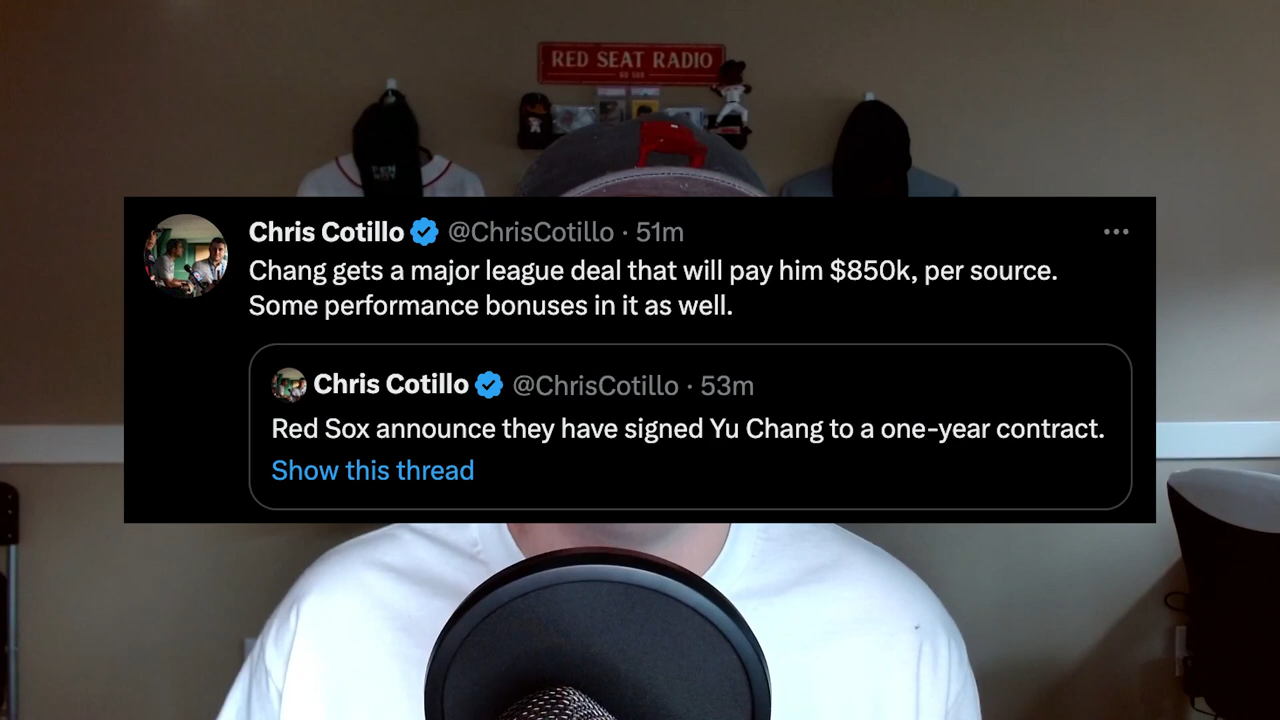 RED SEAT RADIO
GO SOX
Chris Cotillo @ChrisCotillo · 51m
Chang gets a major league deal that will pay him $850k, per source.
Some performance bonuses in it as well.
Chris Cotillo @ChrisCotillo · 53m
Red Sox announce they have signed Yu Chang to a one-year contract.
Show this thread